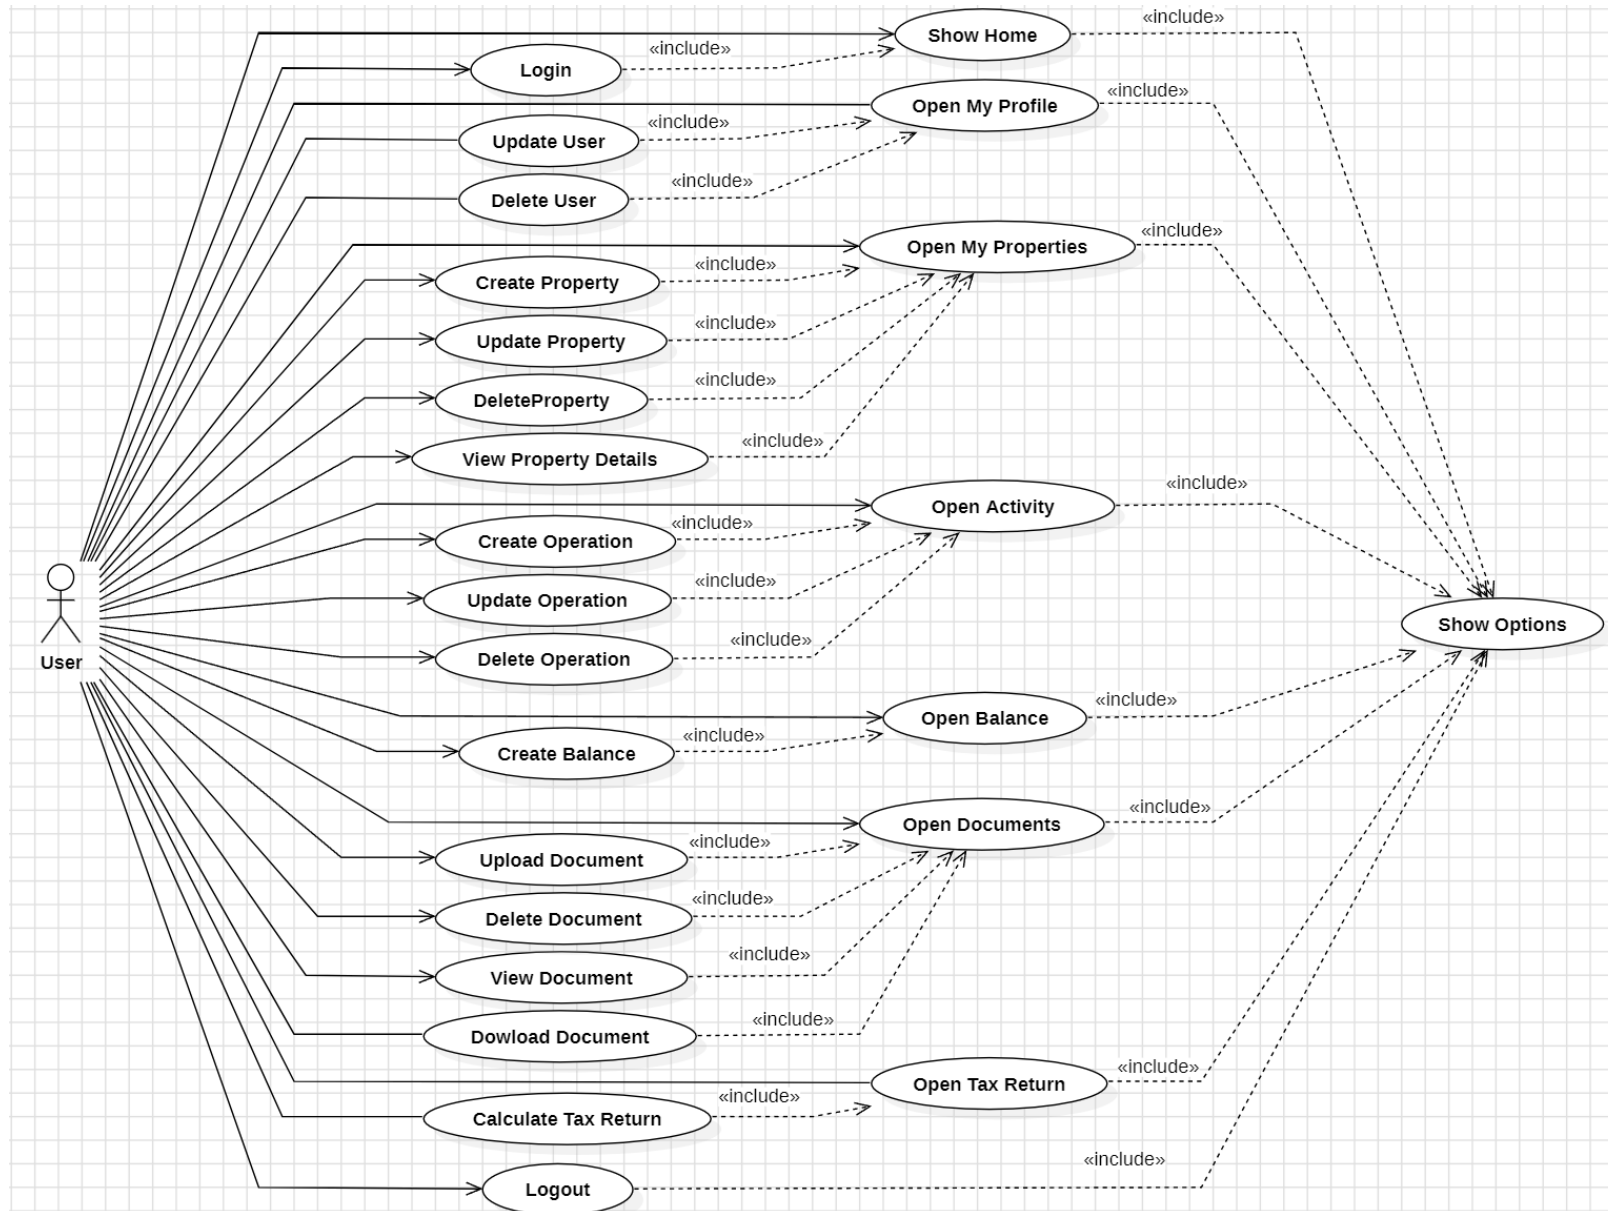 «include»
Show Home
«include»
Login
«include»
Open My Profile
«include»
Update User
«include»
Delete User
«include»
Open My Properties
«include»
Create Property
«include»
Update Property
«include»
DeleteProperty
«include»
View Property Details
«include»
Open Activity
«include»
Create Operation
«include»
Update Operation
«include»
Show Options
Delete Operation
«include»
User
«include»
Open Balance
«include»
Create Balance
«include»
Open Documents
«include»
Upload Document
«include»
Delete Document
«include»
View Document
«include»
Dowload Document
«include»
Open Tax Return
«include»
Calculate Tax Return
«include»
Logout